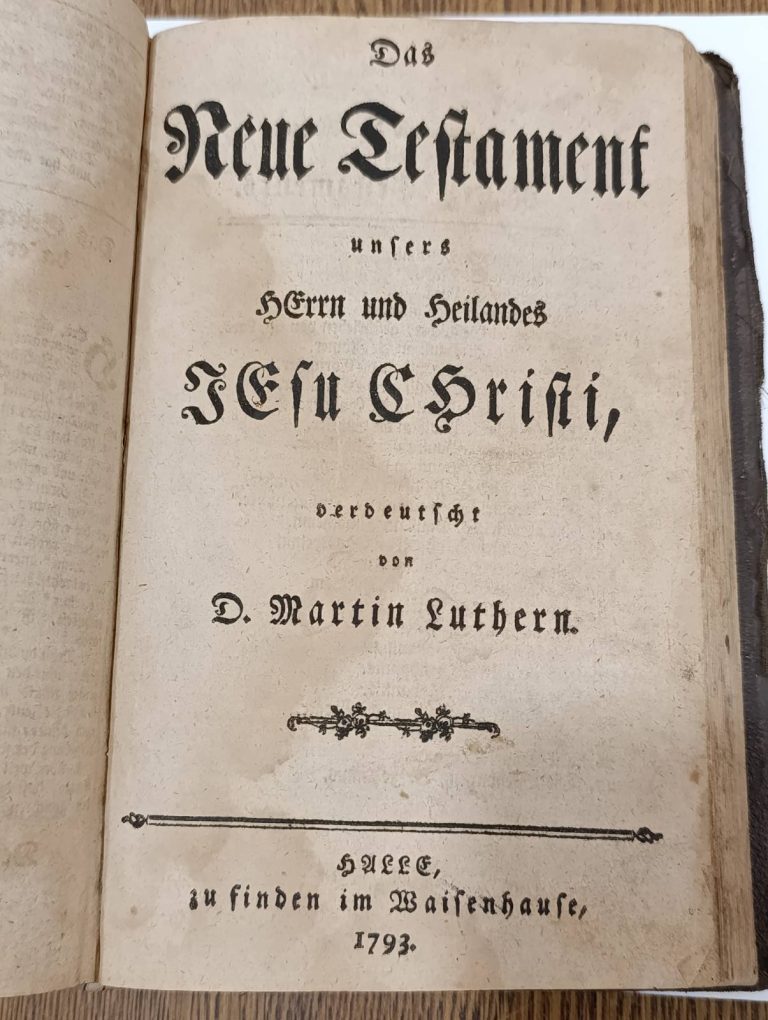 Das
Neue Testament
unsers
HErrn und Heilandes
JEsu CHristi,
verdeutscht
von
D. Martin Luthern.
HALLE,
zu finden im Waisenhause,
1793.